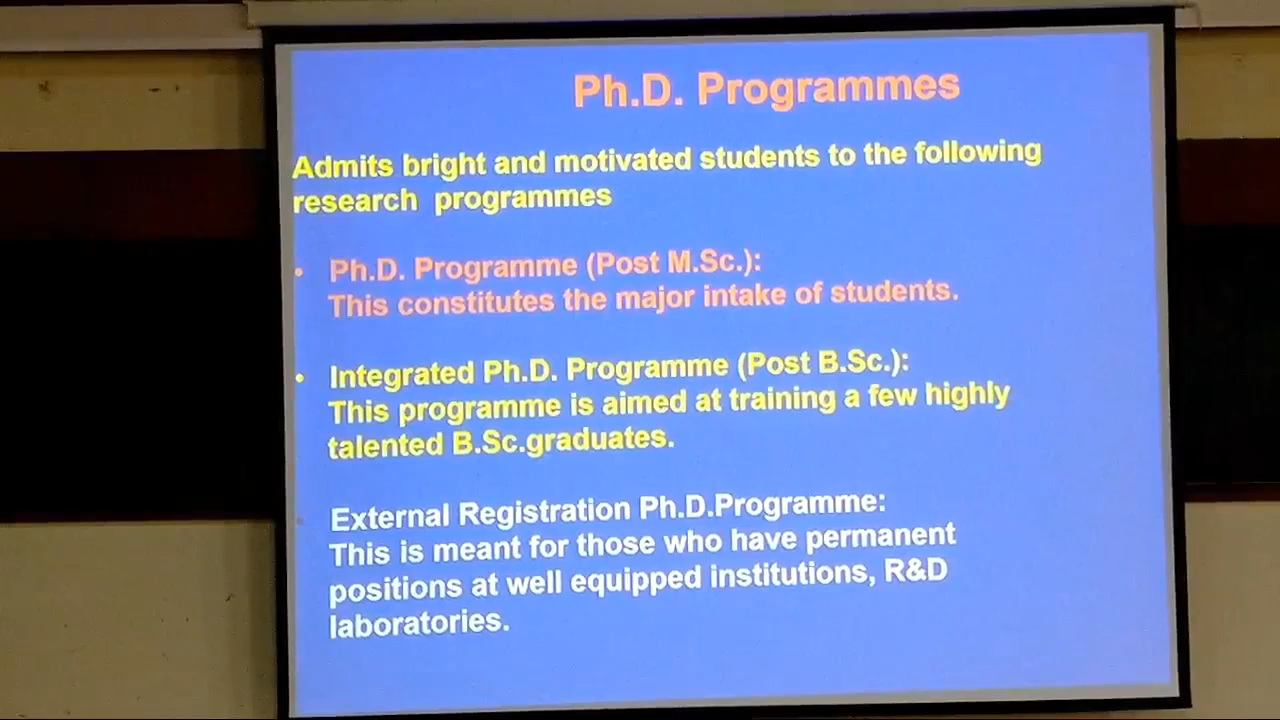 Ph.D. Programmes
Admits bright and motivated students to the following
research programmes
• Ph.D. Programme (Post M.Sc.):
This constitutes the major intake of students.
• Integrated Ph.D. Programme (Post B.Sc.):
This programme is aimed at training a few highly
talented B.Sc.graduates.
External Registration Ph.D.Programme:
This is meant for those who have permanent
positions at well equipped institutions, R&D
laboratories.